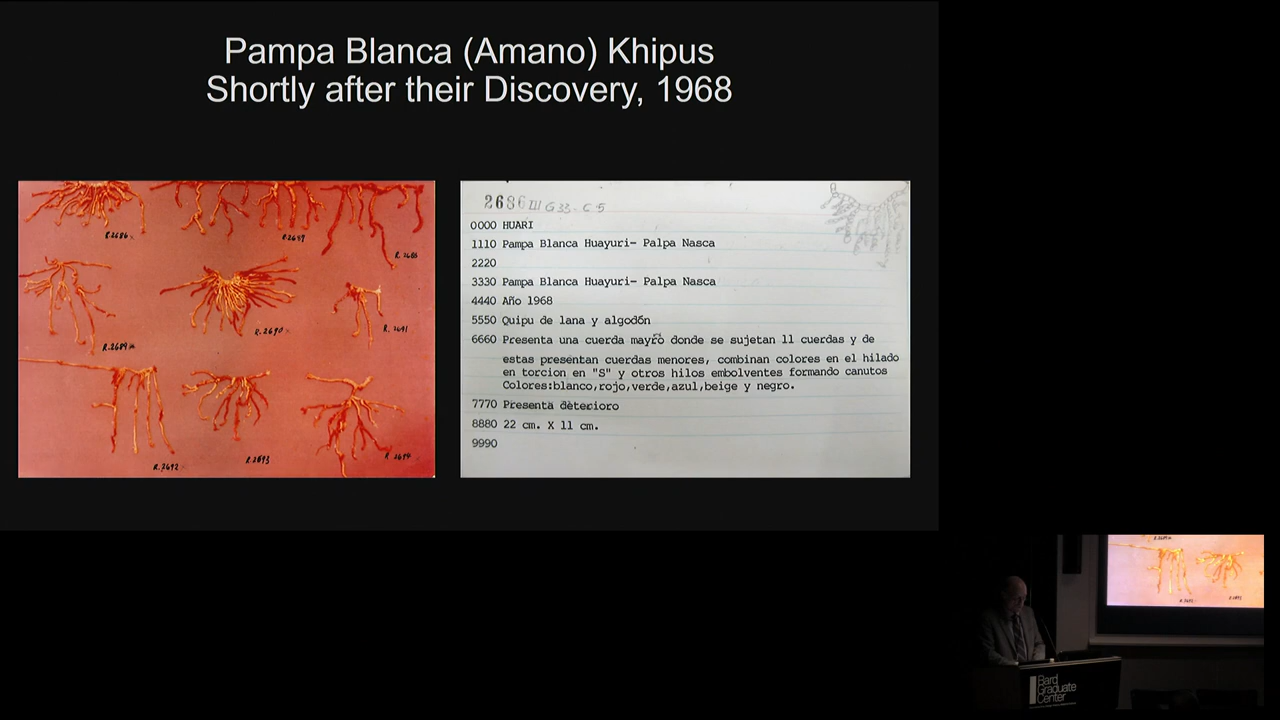 Pampa Blanca (Amano) Khipus
Shortly after their Discovery, 1968
R.2686
R.2689
R.2690
R.2691
R.2692
R.2693
2686 III G33- C5
0000 HUARI
1110 Pampa Blanca Huayuri- Palpa Nasca
2220
3330 Pampa Blanca Huayuri- Palpa Nasca
4440 Año 1968
5550 Quipu de lana y algodón
6660 Presenta una cuerda mayro donde se sujetan 11 cuerdas y de
estas presentan cuerdas menores, combinan colores en el hilado
en torcion en "S" y otros hilos embolventes formando canutos
Colores:blanco,rojo,verde,azul,beige y negro.
7770 Presenta deterioro
8880 22 cm. X 11 cm.
9990
Bard
Graduate
Center